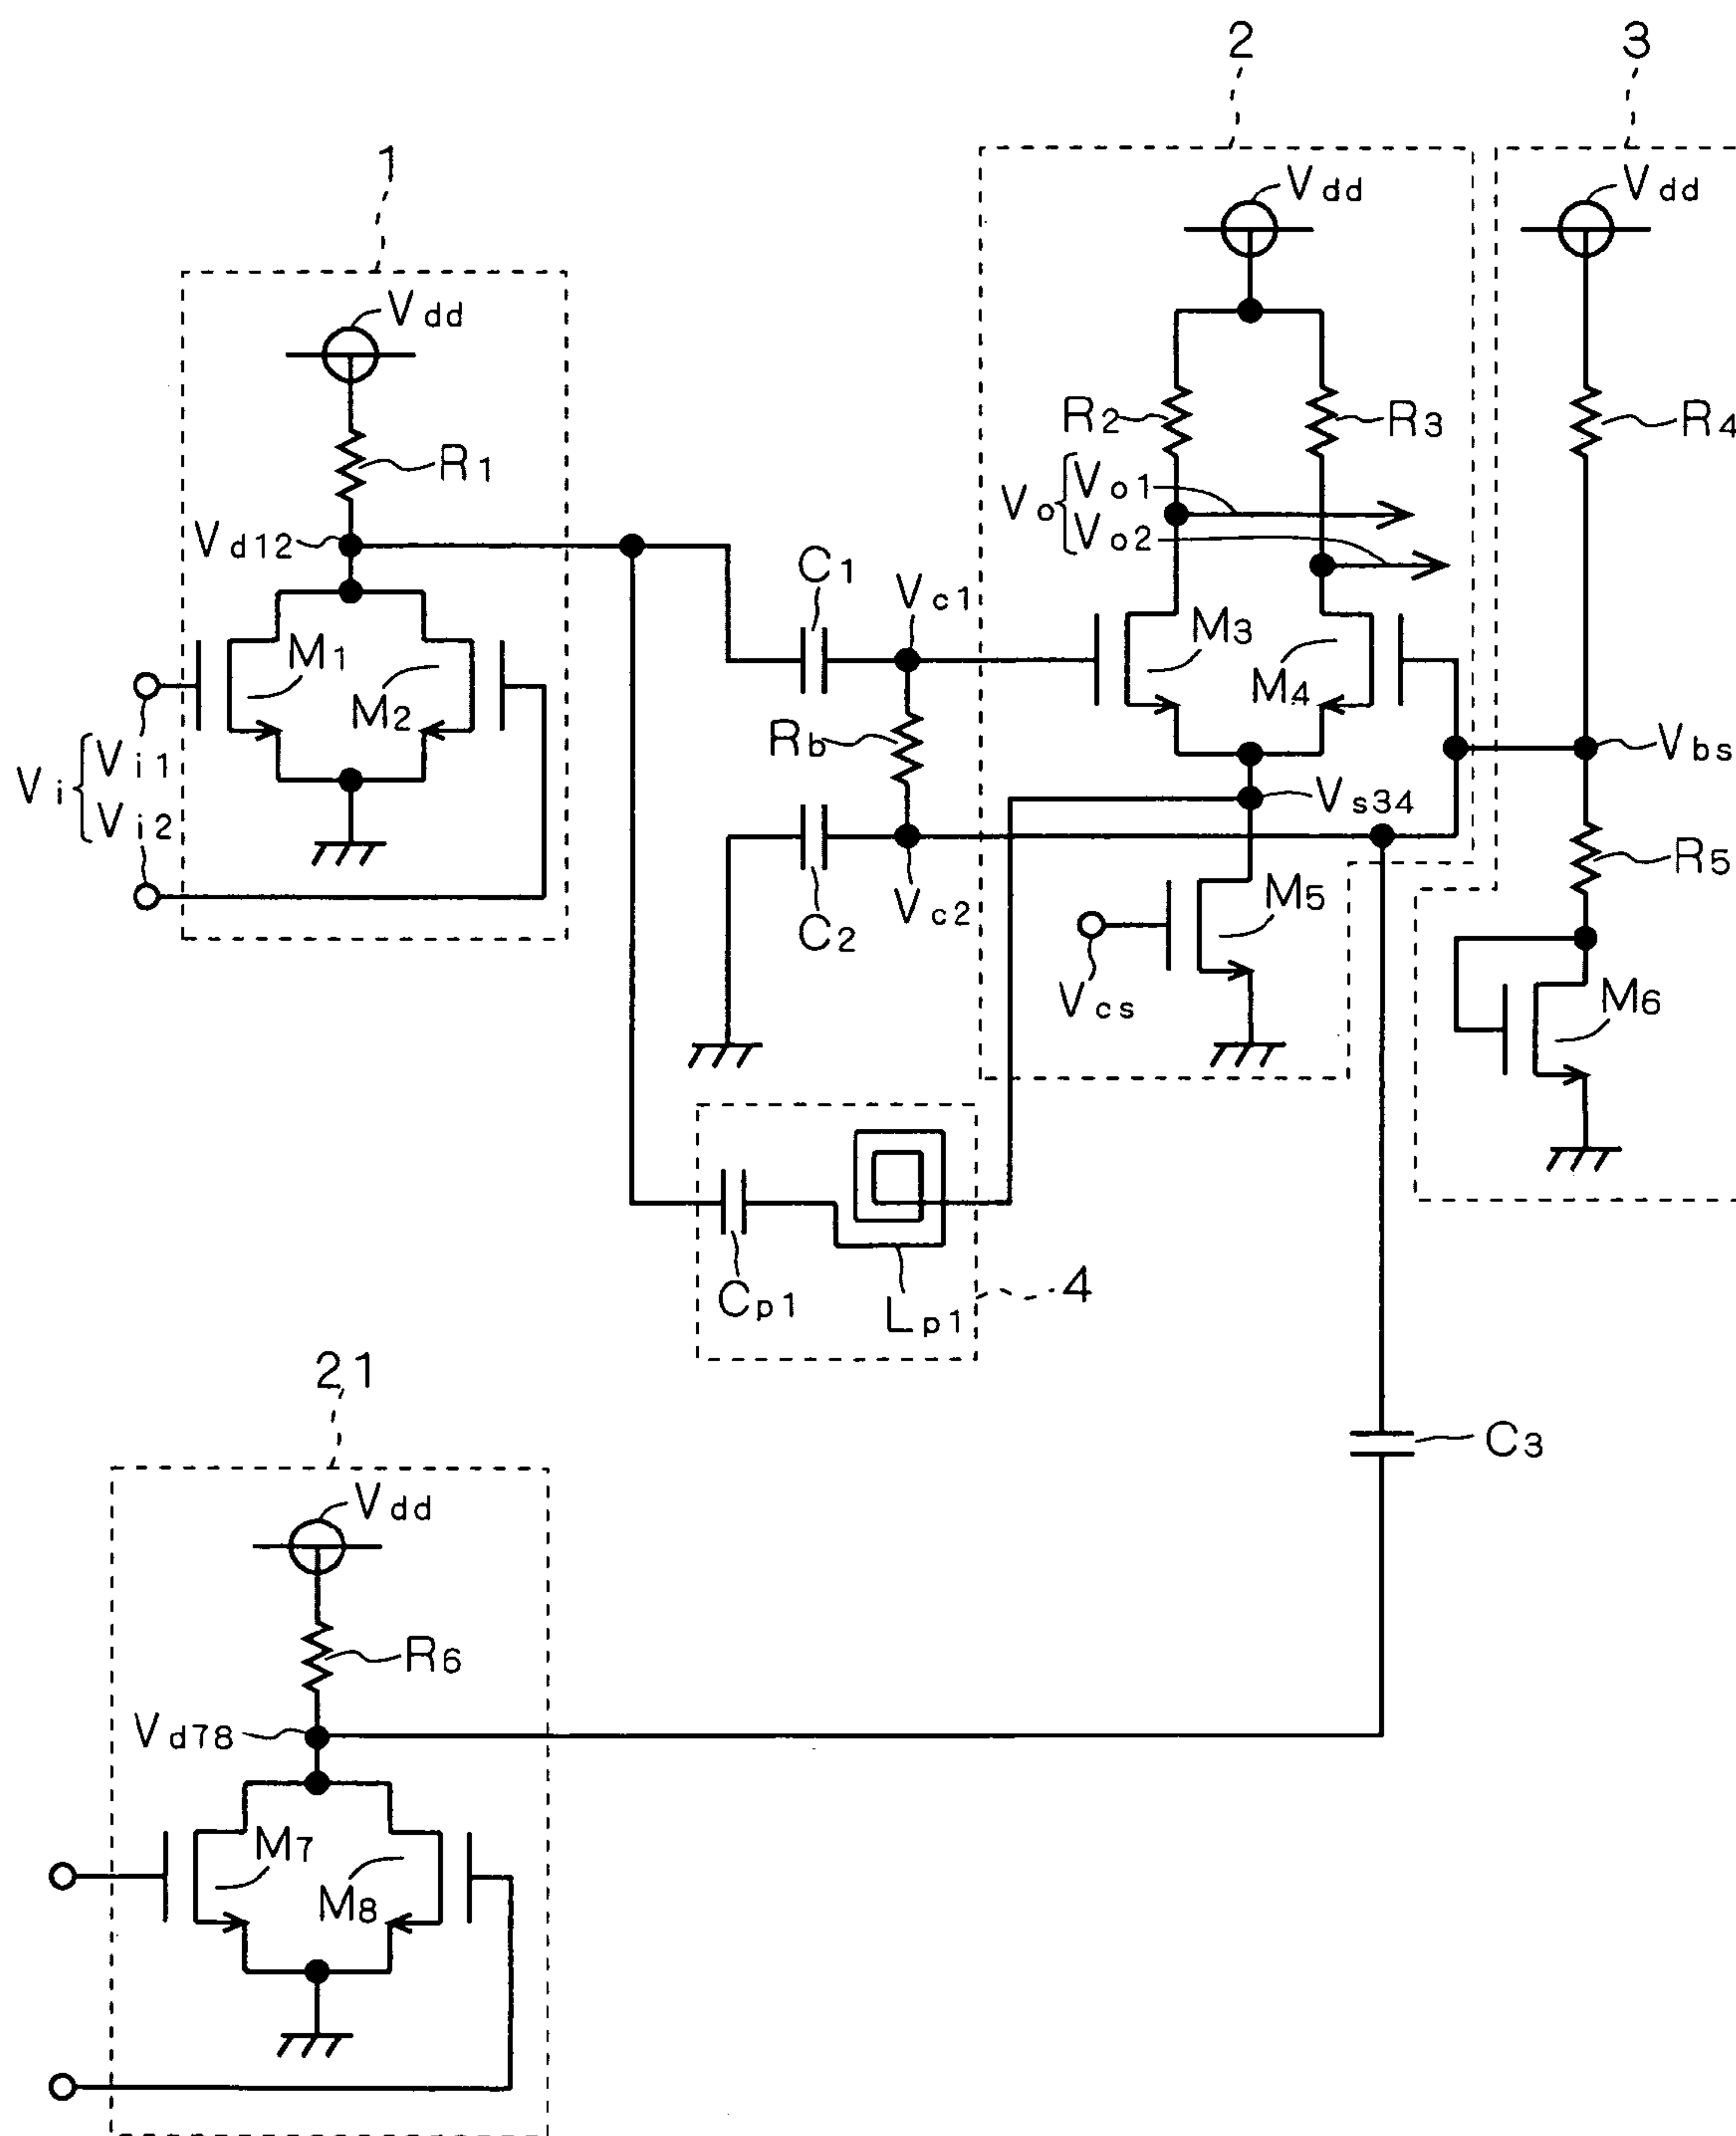 2
3
1
Vdd
Vdd
Vdd
R1
R2
R3
R4
Vo
Vo1
Vo2
Vd12
C1
Vc1
M1
M2
M3
M4
Rb
Vbs
Vi
Vi1
Vi2
Vs34
R5
C2
Vc2
M5
Vcs
M6
Cp1
Lp1
4
21
C3
Vdd
R6
Vd78
M7
M8